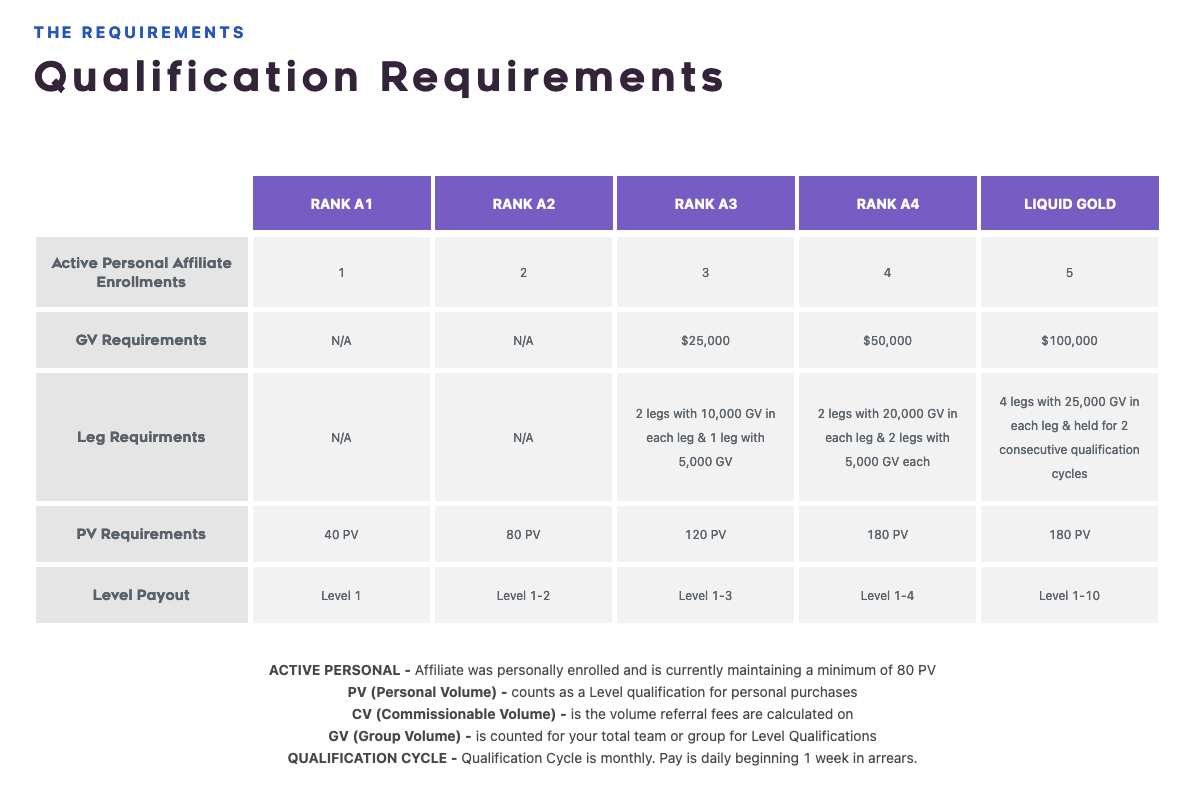 THE REQUIREMENTS
Qualification Requirements
RANK A1
RANK A2
RANK A3
RANK A4
LIQUID GOLD
Active Personal Affiliate
Enrollments
1
2
3
4
5
GV Requirements
N/A
N/A
$25,000
$50,000
$100,000
Leg Requirments
N/A
N/A
2 legs with 10,000 GV in
each leg & 1 leg with
5,000 GV
2 legs with 20,000 GV in
each leg & 2 legs with
5,000 GV each
4 legs with 25,000 GV in
each leg & held for 2
consecutive qualification
cycles
PV Requirements
40 PV
80 PV
120 PV
180 PV
180 PV
Level Payout
Level 1
Level 1-2
Level 1-3
Level 1-4
Level 1-10
ACTIVE PERSONAL - Affiliate was personally enrolled and is currently maintaining a minimum of 80 PV
PV (Personal Volume) - counts as a Level qualification for personal purchases
CV (Commissionable Volume) - is the volume referral fees are calculated on
GV (Group Volume) - is counted for your total team or group for Level Qualifications
QUALIFICATION CYCLE - Qualification Cycle is monthly. Pay is daily beginning 1 week in arrears.